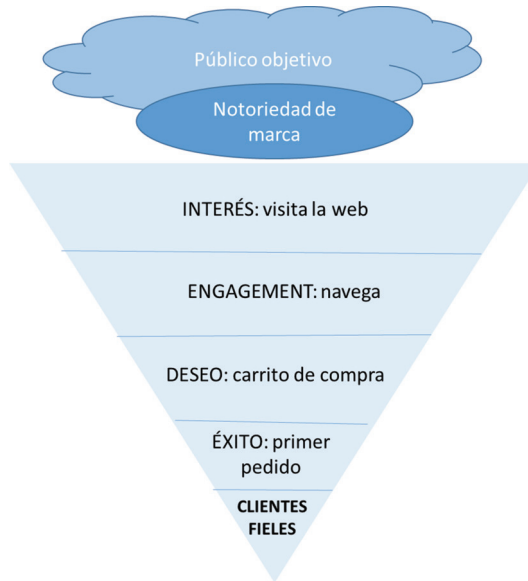 Público objetivo
Notoriedad de
marca
INTERÉS: visita la web
ENGAGEMENT: navega
DESEO: carrito de compra
ÉXITO: primer
pedido
CLIENTES
FIELES